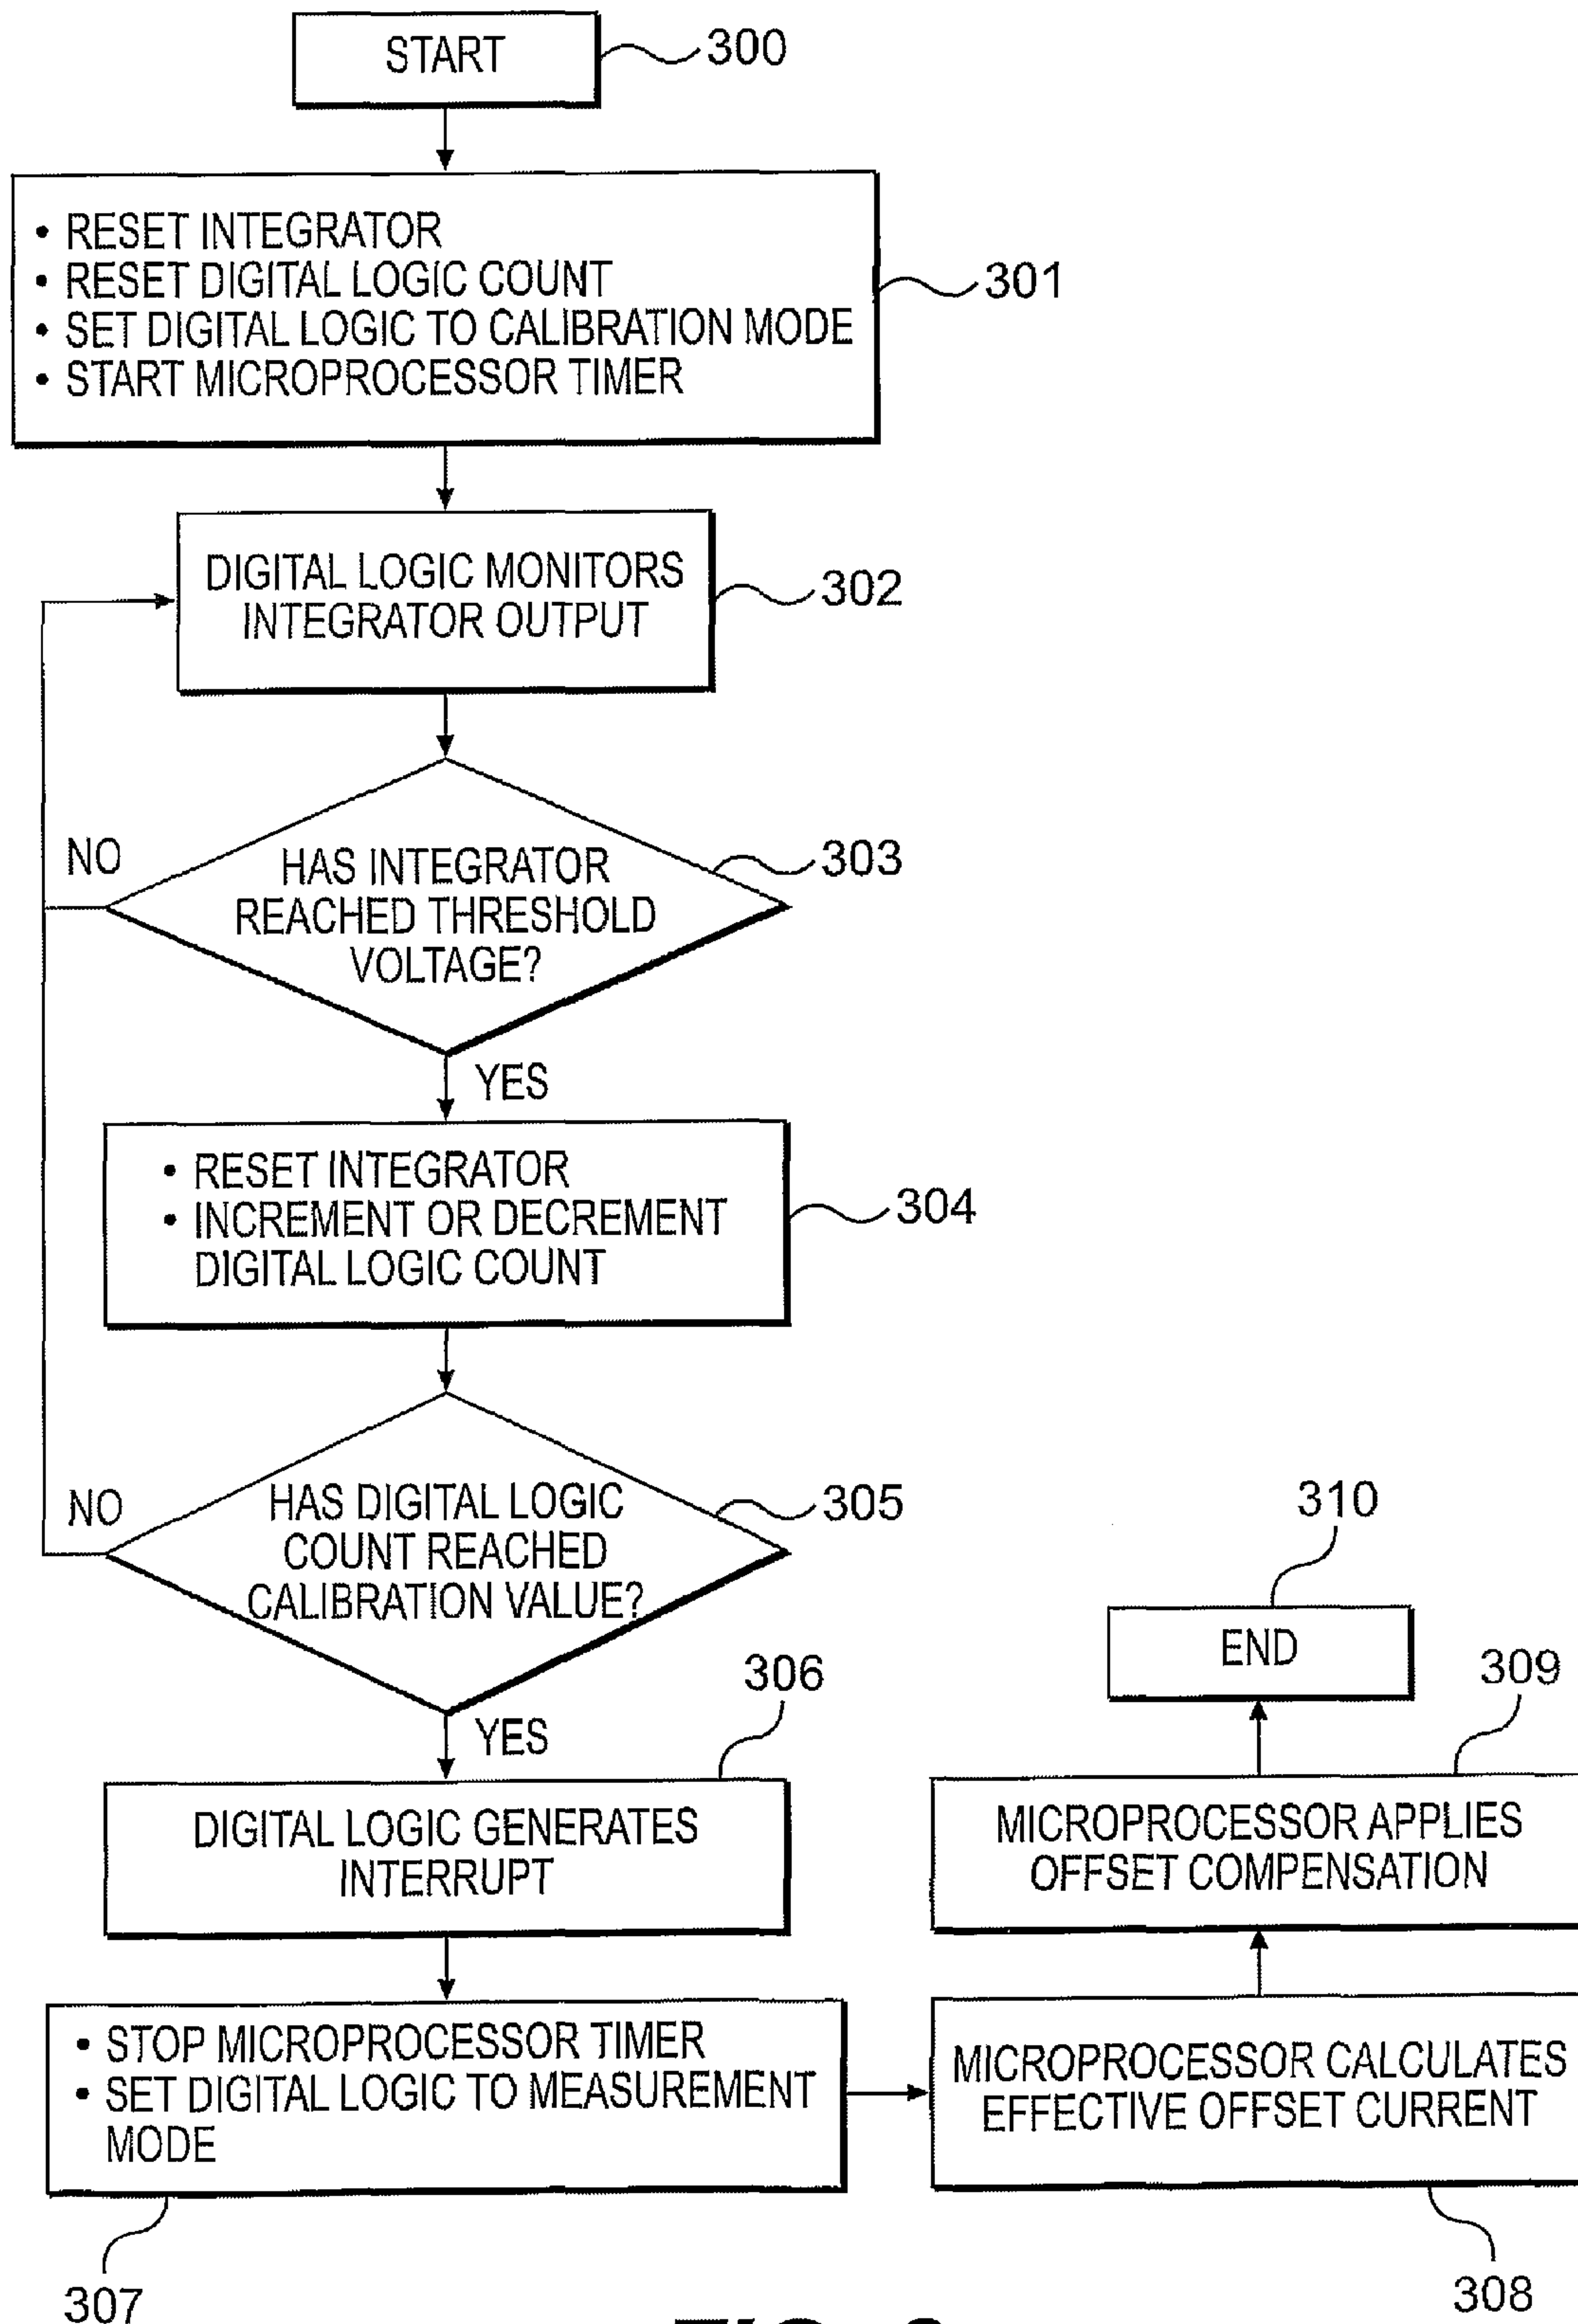 START
300
• RESET INTEGRATOR
• RESET DIGITAL LOGIC COUNT
• SET DIGITAL LOGIC TO CALIBRATION MODE
• START MICROPROCESSOR TIMER
301
DIGITAL LOGIC MONITORS
INTEGRATOR OUTPUT
302
NO
HAS INTEGRATOR
REACHED THRESHOLD
VOLTAGE?
303
YES
• RESET INTEGRATOR
• INCREMENT OR DECREMENT
DIGITAL LOGIC COUNT
304
NO
HAS DIGITAL LOGIC
COUNT REACHED
CALIBRATION VALUE?
305
YES
306
DIGITAL LOGIC GENERATES
INTERRUPT
• STOP MICROPROCESSOR TIMER
• SET DIGITAL LOGIC TO MEASUREMENT
MODE
307
MICROPROCESSOR CALCULATES
EFFECTIVE OFFSET CURRENT
308
MICROPROCESSOR APPLIES
OFFSET COMPENSATION
309
END
310